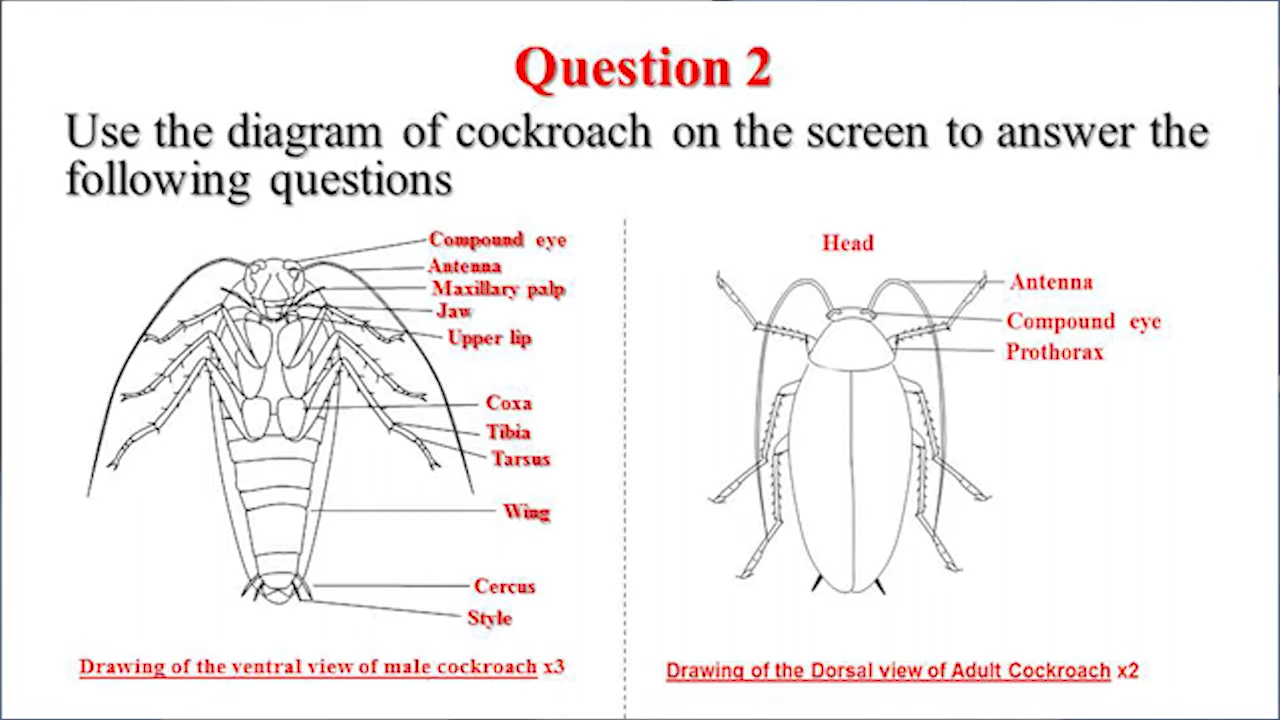 Question 2
Use the diagram of cockroach on the screen to answer the
following questions
Compound eye
Antenna
Maxillary palp
Jaw
Upper lip
Coxa
Tibia
Tarsus
Wing
Cercus
Style
Drawing of the ventral view of male cockroach x3
Head
Antenna
Compound eye
Prothorax
Drawing of the Dorsal view of Adult Cockroach x2